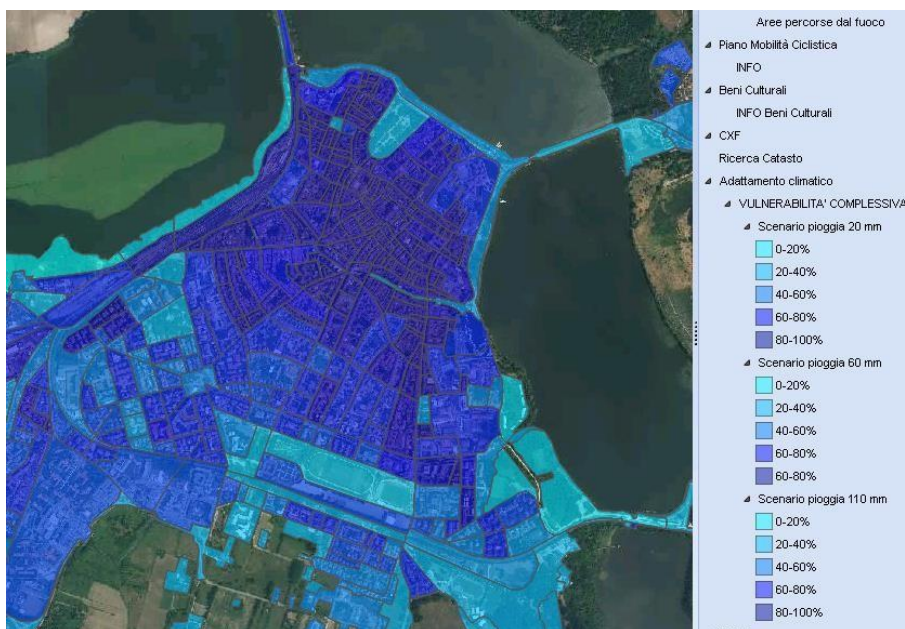 Aree percorse dal fuoco
Piano Mobilità Ciclistica
INFO
Beni Culturali
INFO Beni Culturali
CXF
Ricerca Catasto
Adattamento climatico
VULNERABILITA' COMPLESSIVA
Scenario pioggia 20 mm
0-20%
20-40%
40-60%
60-80%
80-100%
Scenario pioggia 60 mm
0-20%
20-40%
40-60%
60-80%
60-80%
Scenario pioggia 110 mm
0-20%
20-40%
40-60%
60-80%
80-100%